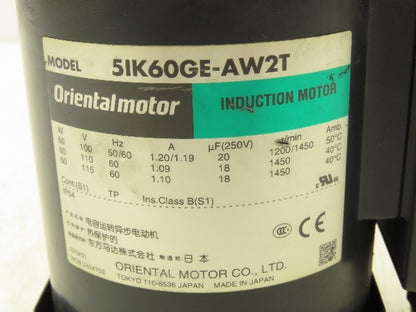 MODEL 5IK60GE-AW2T
Orientalmotor INDUCTION MOTOR
W V Hz A μF(250V) r/min Amb.
60 100 50/60 1.20/1.19 20 1200/1450 50°C
60 110 60 1.09 18 1450 40°C
60 115 60 1.10 18 1450 40°C
Cont.(S1) TP Ins.Class B(S1)
IP54
电容运转异步电动机
热保护的
东方马达株式会社 制造地:日本
ORIENTAL MOTOR CO., LTD.
TOKYO 110-8536 JAPAN MADE IN JAPAN